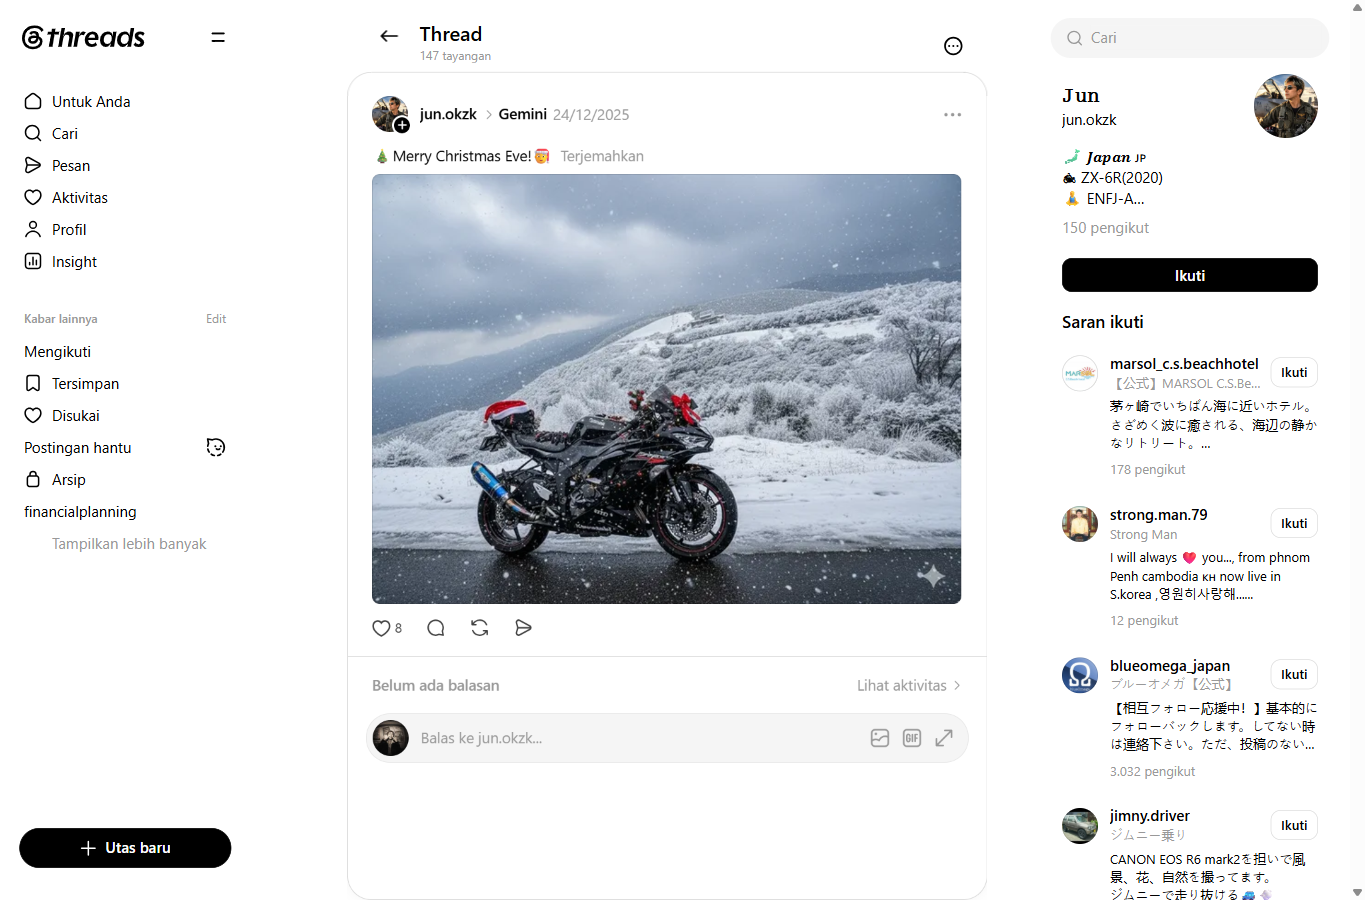 threads
Untuk Anda
Cari
Pesan
Aktivitas
Profil
Insight
Kabar lainnya Edit
Mengikuti
Tersimpan
Disukai
Postingan hantu
Arsip
financialplanning
Tampilkan lebih banyak
Utas baru
Thread
147 tayangan
jun.okzk > Gemini 24/12/2025
🎄Merry Christmas Eve!🎅 Terjemahkan
8
Belum ada balasan
Lihat aktivitas >
Balas ke jun.okzk...
GIF
Cari
Jun
jun.okzk
🗾 Japan JP
🏍 ZX-6R(2020)
🧘 ENFJ-A...
150 pengikut
Ikuti
Saran ikuti
marsol_c.s.beachhotel
【公式】MARSOL C.S.Be...
Ikuti
茅ヶ崎でいちばん海に近いホテル。
さざめく波に癒される、海辺の静か
なリトリート。...
178 pengikut
strong.man.79
Strong Man
Ikuti
I will always 💓 you..., from phnom
Penh cambodia KH now live in
S.korea ,영원히사랑해......
12 pengikut
blueomega_japan
ブルーオメガ【公式】
Ikuti
【相互フォロー応援中！】基本的に
フォローバックします。してない時
は連絡下さい。ただ、投稿のない...
3.032 pengikut
jimny.driver
ジムニー乗り
Ikuti
CANON EOS R6 mark2を担いで風
景、花、自然を撮ってます。
ジムニーで走り抜ける🚙